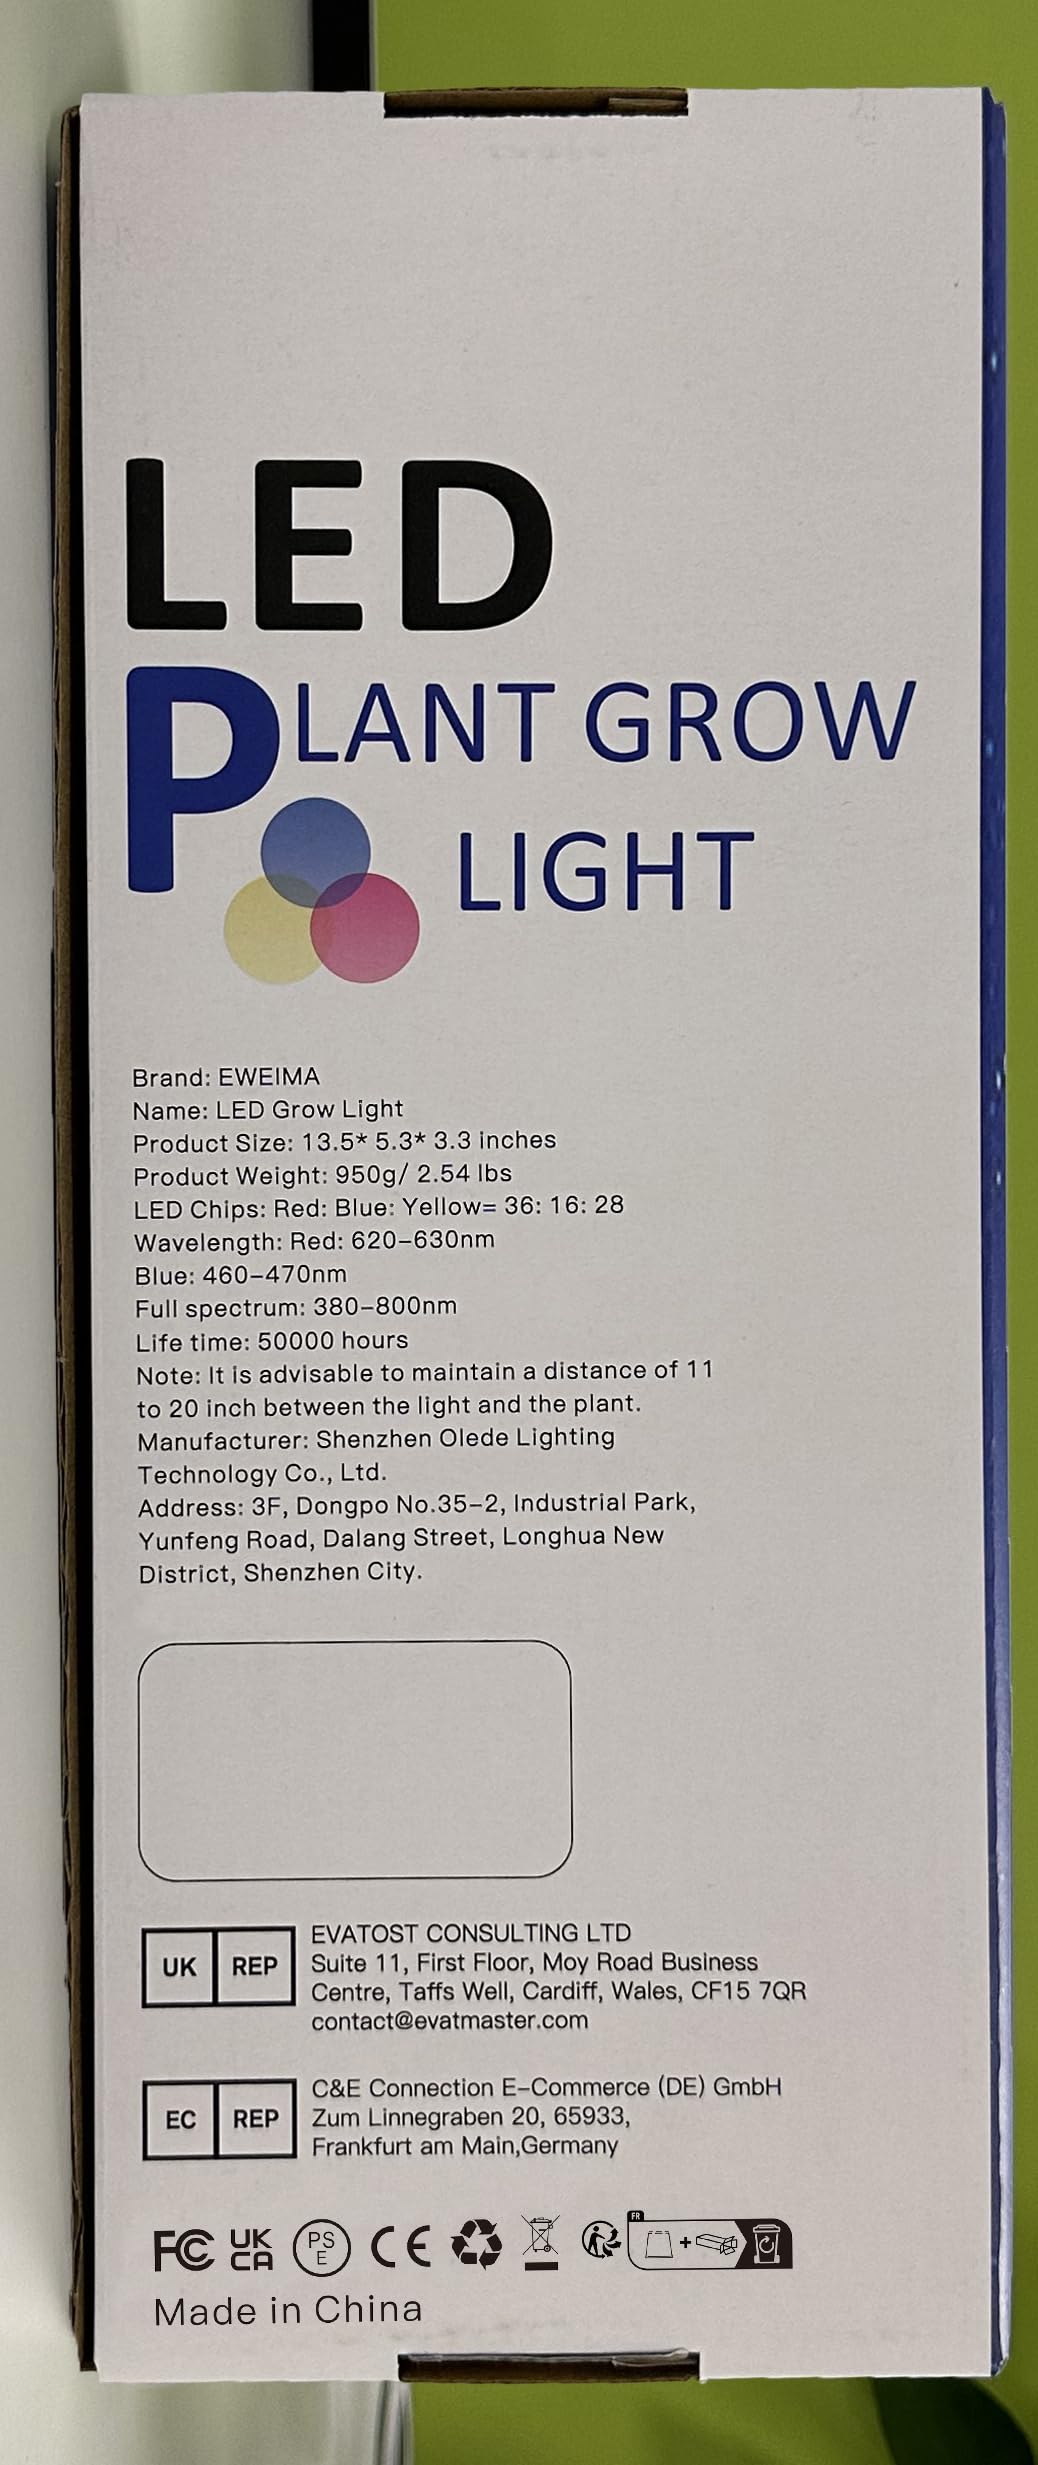 LED
PLANT GROW
LIGHT
Brand: EWEIMA
Name: LED Grow Light
Product Size: 13.5* 5.3* 3.3 inches
Product Weight: 950g/ 2.54 lbs
LED Chips: Red: Blue: Yellow= 36: 16: 28
Wavelength: Red: 620–630nm
Blue: 460–470nm
Full spectrum: 380–800nm
Life time: 50000 hours
Note: It is advisable to maintain a distance of 11
to 20 inch between the light and the plant.
Manufacturer: Shenzhen Olede Lighting
Technology Co., Ltd.
Address: 3F, Dongpo No.35–2, Industrial Park,
Yunfeng Road, Dalang Street, Longhua New
District, Shenzhen City.
UK REP
EVATOST CONSULTING LTD
Suite 11, First Floor, Moy Road Business
Centre, Taffs Well, Cardiff, Wales, CF15 7QR
contact@evatmaster.com
EC REP
C&E Connection E–Commerce (DE) GmbH
Zum Linnegraben 20, 65933,
Frankfurt am Main,Germany
FC UK CA PS E CE FR
Made in China